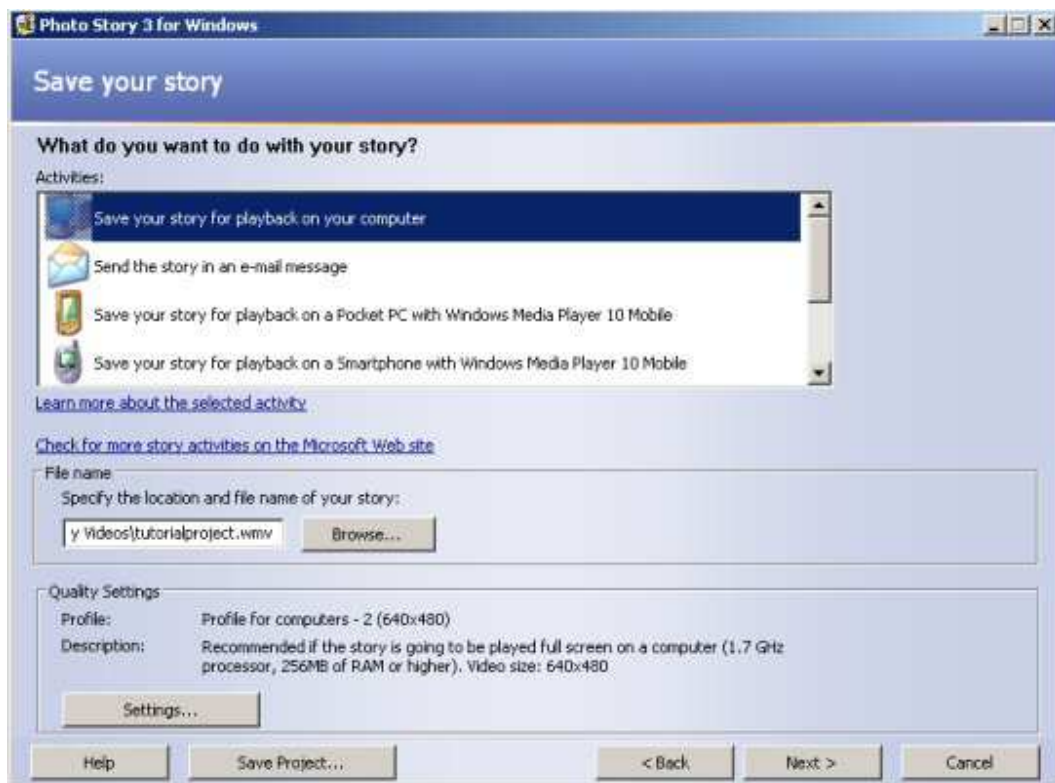 Photo Story 3 for Windows
Save your story
What do you want to do with your story?
Activities:
Save your story for playback on your computer
Send the story in an e-mail message
Save your story for playback on a Pocket PC with Windows Media Player 10 Mobile
Save your story for playback on a Smartphone with Windows Media Player 10 Mobile
Learn more about the selected activity
Check for more story activities on the Microsoft Web site
File name
Specify the location and file name of your story:
y Videos\tutorialproject.wmv Browse...
Quality Settings
Profile: Profile for computers - 2 (640x480)
Description: Recommended if the story is going to be played full screen on a computer (1.7 GHz
processor, 256MB of RAM or higher). Video size: 640x480
Settings...
Help Save Project... < Back Next > Cancel